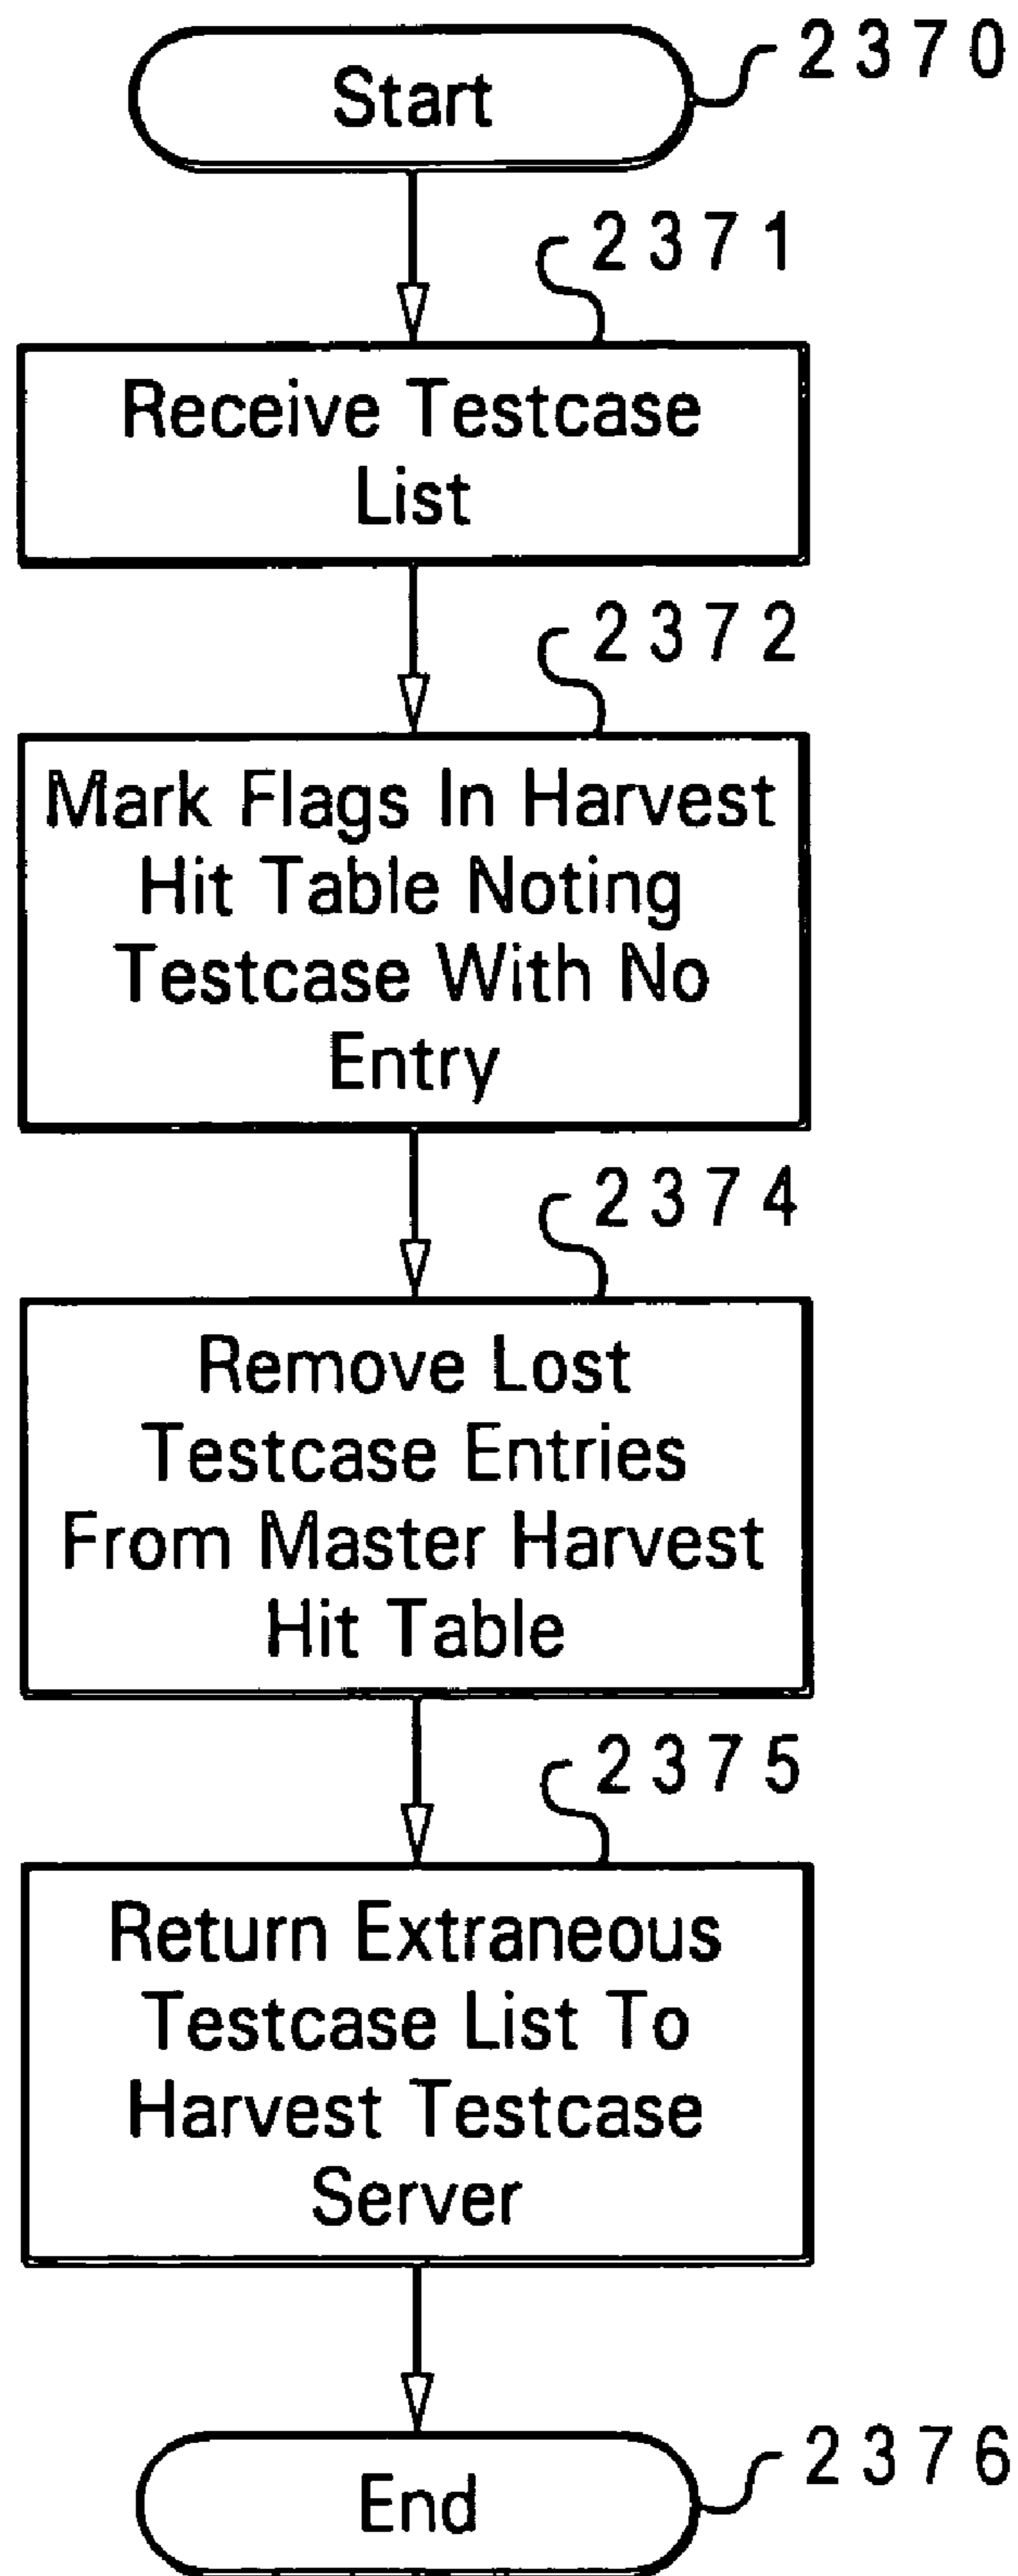 Start
2370
2371
Receive Testcase
List
2372
Mark Flags In Harvest
Hit Table Noting
Testcase With No
Entry
2374
Remove Lost
Testcase Entries
From Master Harvest
Hit Table
2375
Return Extraneous
Testcase List To
Harvest Testcase
Server
End
2376